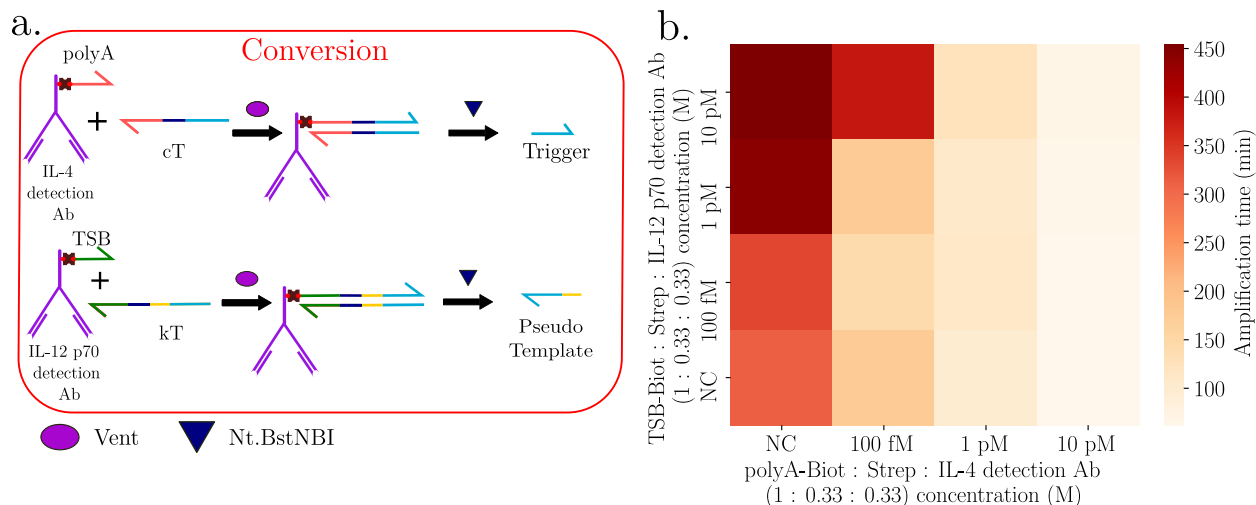 a.
Conversion
polyA
+
cT
IL-4
detection
Ab
Trigger
TSB
+
kT
IL-12 p70
detection
Ab
Pseudo
Template
Vent
Nt.BstNBI
b.
TSB-Biot : Strep : IL-12 p70 detection Ab
(1 : 0.33 : 0.33) concentration (M)
10 pM
1 pM
100 fM
NC
NC 100 fM 1 pM 10 pM
polyA-Biot : Strep : IL-4 detection Ab
(1 : 0.33 : 0.33) concentration (M)
450
400
350
300
250
200
150
100
Amplification time (min)